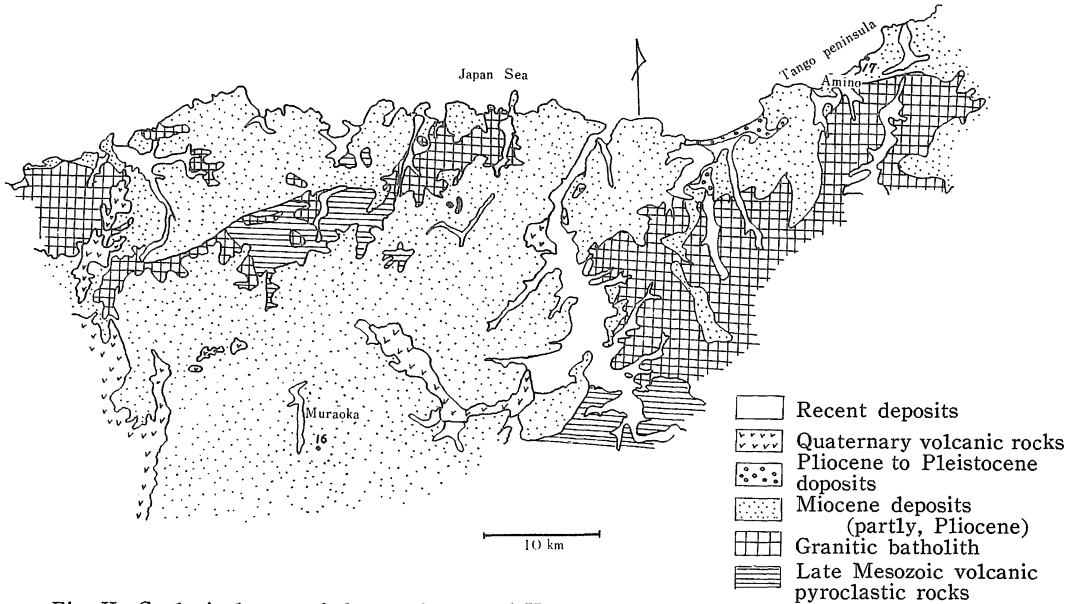 Japan Sea
Tango peninsula
17
Amino
Muraoka
16
10 km
Recent deposits
Quaternary volcanic rocks
Pliocene to Pleistocene
doposits
Miocene deposits
(partly, Pliocene)
Granitic batholith
Late Mesozoic volcanic
pyroclastic rocks